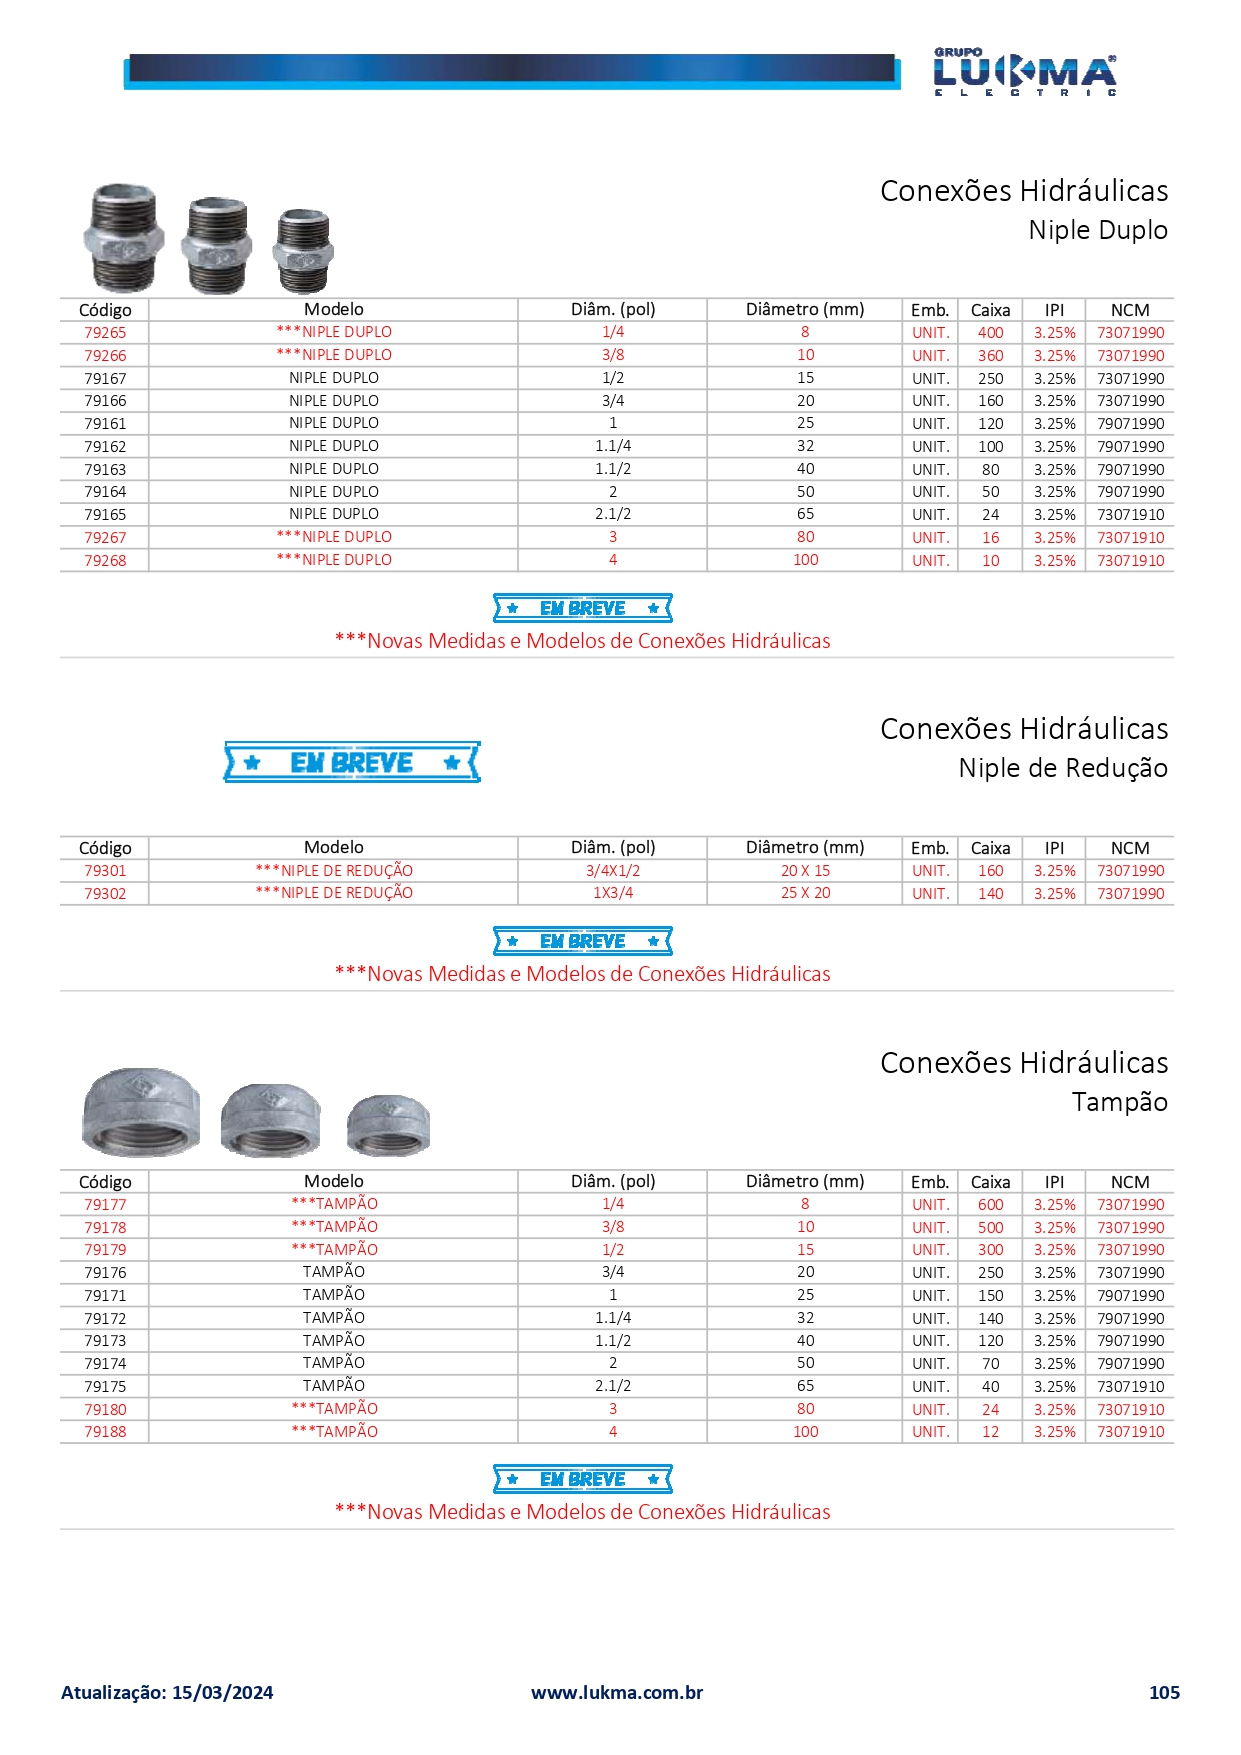 GRUPO
LUKMA®
ELECTRIC
Conexões Hidráulicas
Niple Duplo
Código Modelo Diâm. (pol) Diâmetro (mm) Emb. Caixa IPI NCM
79265 ***NIPLE DUPLO 1/4 8 UNIT. 400 3.25% 73071990
79266 ***NIPLE DUPLO 3/8 10 UNIT. 360 3.25% 73071990
79167 NIPLE DUPLO 1/2 15 UNIT. 250 3.25% 73071990
79166 NIPLE DUPLO 3/4 20 UNIT. 160 3.25% 73071990
79161 NIPLE DUPLO 1 25 UNIT. 120 3.25% 79071990
79162 NIPLE DUPLO 1.1/4 32 UNIT. 100 3.25% 79071990
79163 NIPLE DUPLO 1.1/2 40 UNIT. 80 3.25% 79071990
79164 NIPLE DUPLO 2 50 UNIT. 50 3.25% 79071990
79165 NIPLE DUPLO 2.1/2 65 UNIT. 24 3.25% 73071910
79267 ***NIPLE DUPLO 3 80 UNIT. 16 3.25% 73071910
79268 ***NIPLE DUPLO 4 100 UNIT. 10 3.25% 73071910
EM BREVE
***Novas Medidas e Modelos de Conexões Hidráulicas
Conexões Hidráulicas
EM BREVE
Niple de Redução
Código Modelo Diâm. (pol) Diâmetro (mm) Emb. Caixa IPI NCM
79301 ***NIPLE DE REDUÇÃO 3/4X1/2 20 X 15 UNIT. 160 3.25% 73071990
79302 ***NIPLE DE REDUÇÃO 1X3/4 25 X 20 UNIT. 140 3.25% 73071990
EM BREVE
***Novas Medidas e Modelos de Conexões Hidráulicas
Conexões Hidráulicas
Tampão
Código Modelo Diâm. (pol) Diâmetro (mm) Emb. Caixa IPI NCM
79177 ***TAMPÃO 1/4 8 UNIT. 600 3.25% 73071990
79178 ***TAMPÃO 3/8 10 UNIT. 500 3.25% 73071990
79179 ***TAMPÃO 1/2 15 UNIT. 300 3.25% 73071990
79176 TAMPÃO 3/4 20 UNIT. 250 3.25% 73071990
79171 TAMPÃO 1 25 UNIT. 150 3.25% 79071990
79172 TAMPÃO 1.1/4 32 UNIT. 140 3.25% 79071990
79173 TAMPÃO 1.1/2 40 UNIT. 120 3.25% 79071990
79174 TAMPÃO 2 50 UNIT. 70 3.25% 79071990
79175 TAMPÃO 2.1/2 65 UNIT. 40 3.25% 73071910
79180 ***TAMPÃO 3 80 UNIT. 24 3.25% 73071910
79188 ***TAMPÃO 4 100 UNIT. 12 3.25% 73071910
EM BREVE
***Novas Medidas e Modelos de Conexões Hidráulicas
Atualização: 15/03/2024 www.lukma.com.br 105